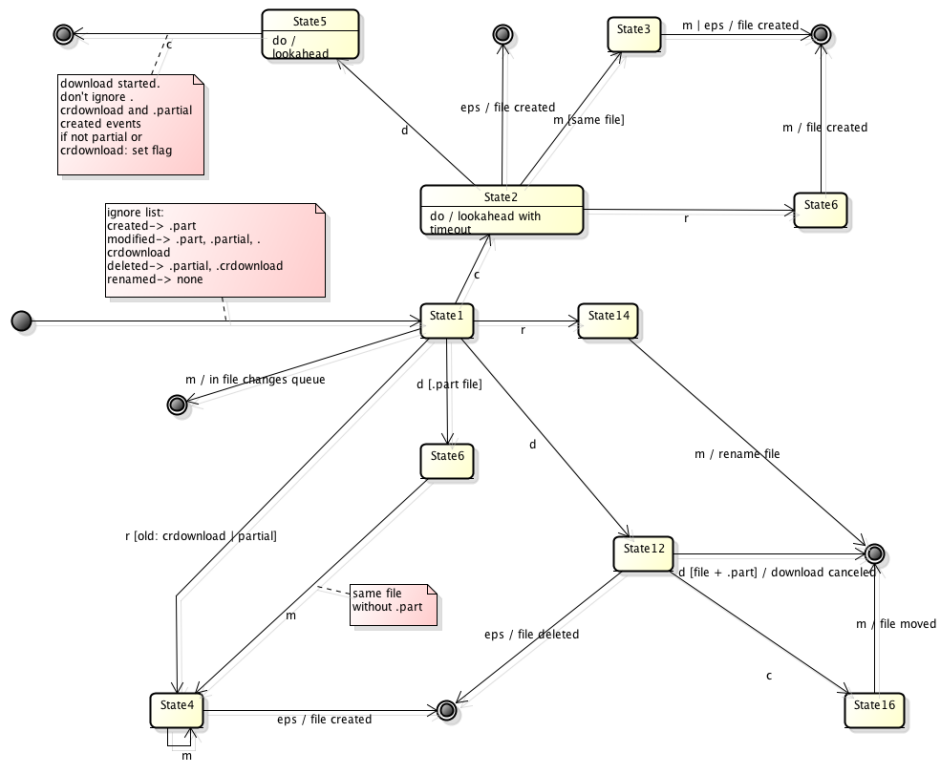 State5
do /
lookahead
c
State3
m | eps / file created
download started.
don't ignore .
crdownload and .partial
created events
if not partial or
crdownload: set flag
eps / file created
m [same file]
m / file created
d
State2
do / lookahead with
timeout
r
State6
ignore list:
created-> .part
modified-> .part, .partial, .
crdownload
deleted-> .partial, .crdownload
renamed-> none
c
State1
r
State14
m / in file changes queue
d [.part file]
State6
d
m / rename file
r [old: crdownload | partial]
State12
d [file + .part] / download canceled
same file
without .part
m
eps / file deleted
m / file moved
c
State4
eps / file created
State16
m